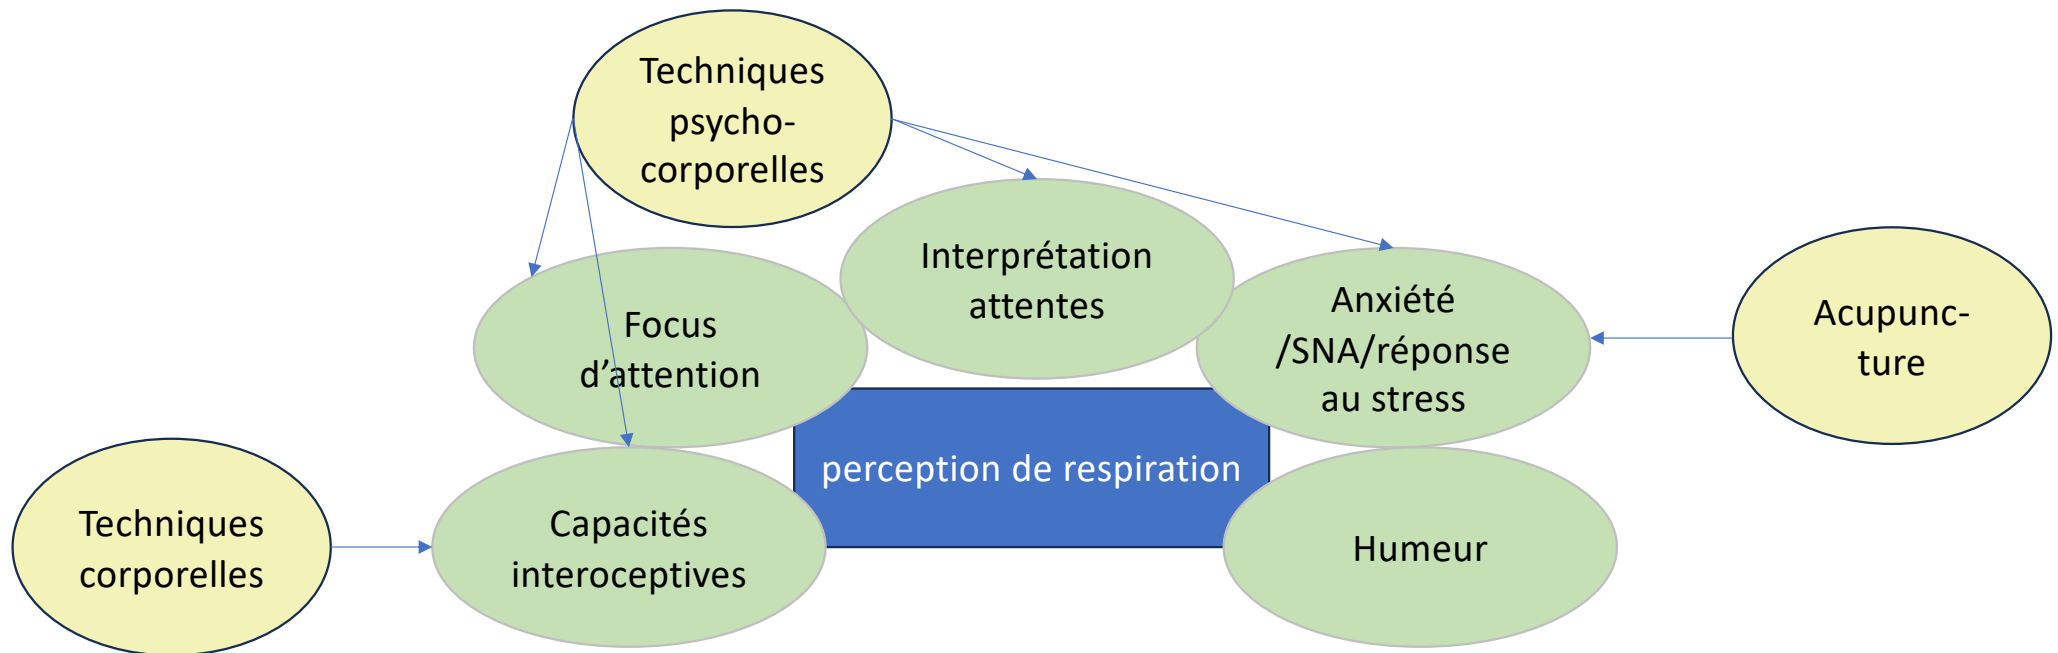 Techniques
psycho-
corporelles
Interprétation
attentes
Focus
d’attention
Anxiété
/SNA/réponse
au stress
Acupunc-
ture
perception de respiration
Techniques
corporelles
Capacités
interoceptives
Humeur